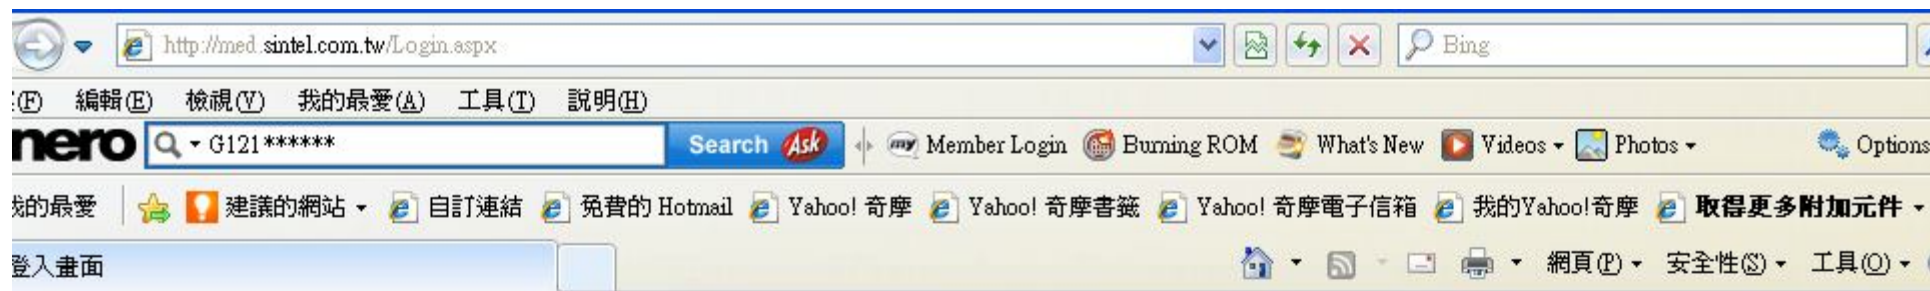 http://med.sintel.com.tw/Login.aspx Bing
(F) 編輯(E) 檢視(V) 我的最愛(A) 工具(T) 說明(H)
nero G121****** Search Ask my Member Login Burning ROM What's New Videos Photos Options
我的最愛 建議的網站 自訂連結 免費的 Hotmail Yahoo! 奇摩 Yahoo! 奇摩書籤 Yahoo! 奇摩電子信箱 我的Yahoo!奇摩 取得更多附加元件
登入畫面 網頁(P) 安全性(S) 工具(O)